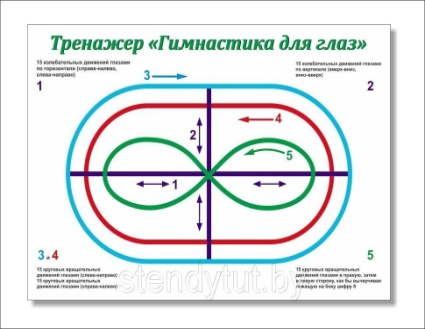 Тренажер «Гимнастика для глаз»
15 колебательных движений глазами
по горизонтали (справа-налево,
слева-направо)
15 колебательных движений глазами
по вертикали (вверх-вниз,
вниз-вверх)
3
1
2
4
2
5
1
3.4
5
15 круговых вращательных
движений глазами (слева-направо)
15 круговых вращательных
движений глазами (справа-налево)
15 круговых вращательных
движений глазами в правую, затем
в левую сторону, как бы вычерчивая
лежащую на боку цифру 8
stendytut.by